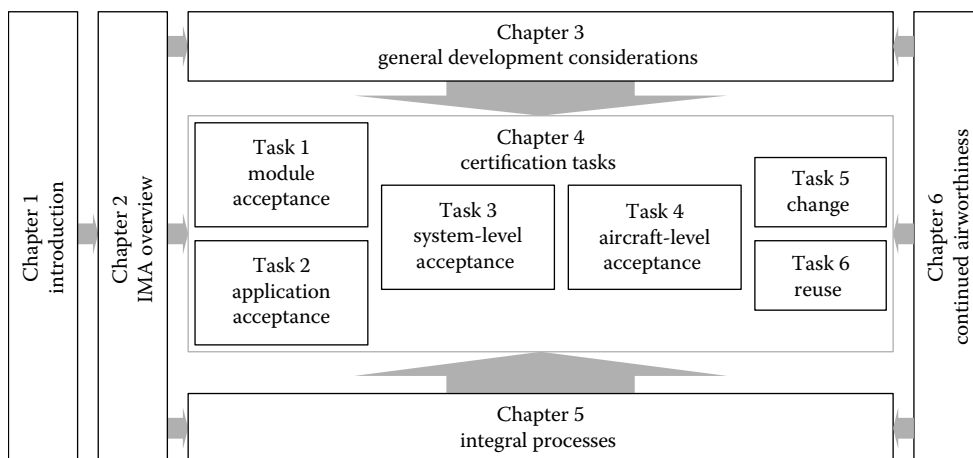 Chapter 1
introduction
Chapter 2
IMA overview
Chapter 3
general development considerations
Chapter 4
certification tasks
Task 1
module
acceptance
Task 2
application
acceptance
Task 3
system-level
acceptance
Task 4
aircraft-level
acceptance
Task 5
change
Task 6
reuse
Chapter 5
integral processes
Chapter 6
continued airworthiness